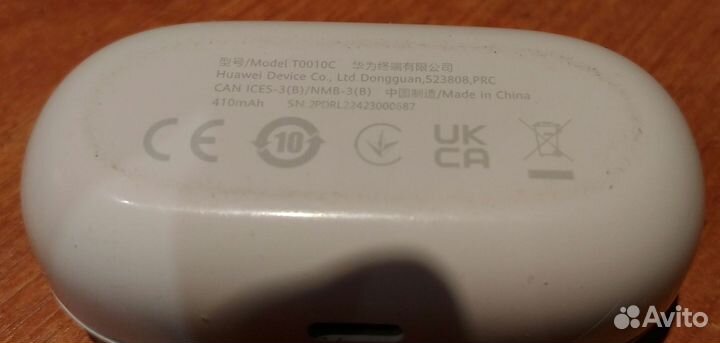 型号/Model T0010C 华为终端有限公司
Huawei Device Co., Ltd. Dongguan,523808,PRC
CAN ICES-3(B)/NMB-3(B) 中国制造/Made in China
410mAh SN:2PDRL22423000687
CE 10 UK
CA
Avito